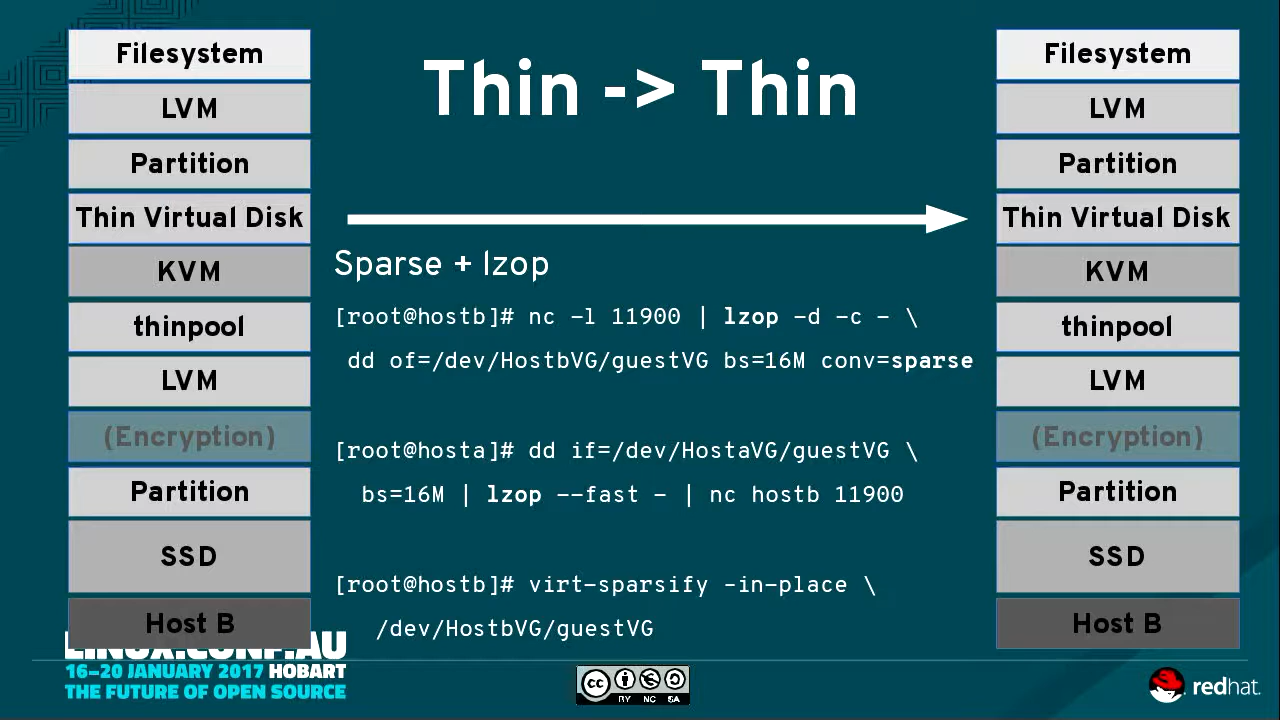 Filesystem
LVM
Partition
Thin Virtual Disk
KVM
thinpool
LVM
(Encryption)
Partition
SSD
Host B
Thin -> Thin
Sparse + lzop
[root@hostb]# nc -l 11900 | lzop -d -c - \
dd of=/dev/HostbVG/guestVG bs=16M conv=sparse
[root@hosta]# dd if=/dev/HostaVG/guestVG \
bs=16M | lzop --fast - | nc hostb 11900
[root@hostb]# virt-sparsify -in-place \
/dev/HostbVG/guestVG
Filesystem
LVM
Partition
Thin Virtual Disk
KVM
thinpool
LVM
(Encryption)
Partition
SSD
Host B
LINUX.CONF.AU
16-20 JANUARY 2017 HOBART
THE FUTURE OF OPEN SOURCE
cc
BY NC SA
redhat.